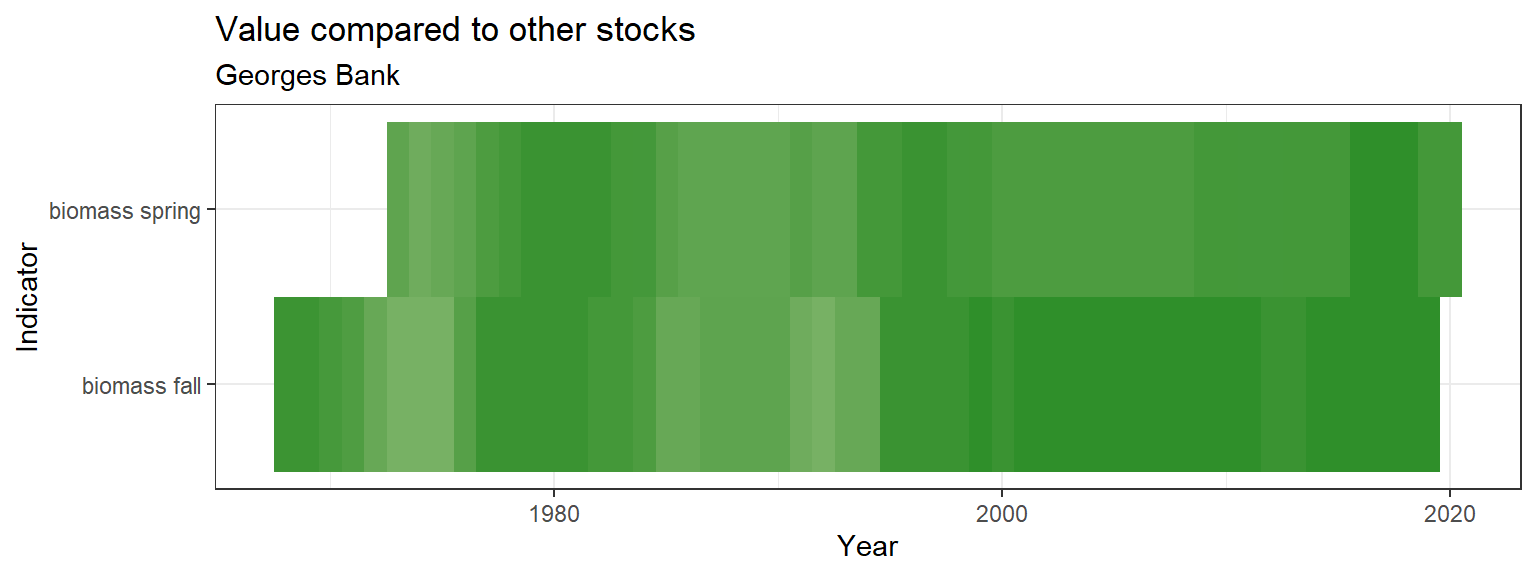 Value compared to other stocks
Georges Bank
Indicator
biomass spring
biomass fall
1980
2000
2020
Year